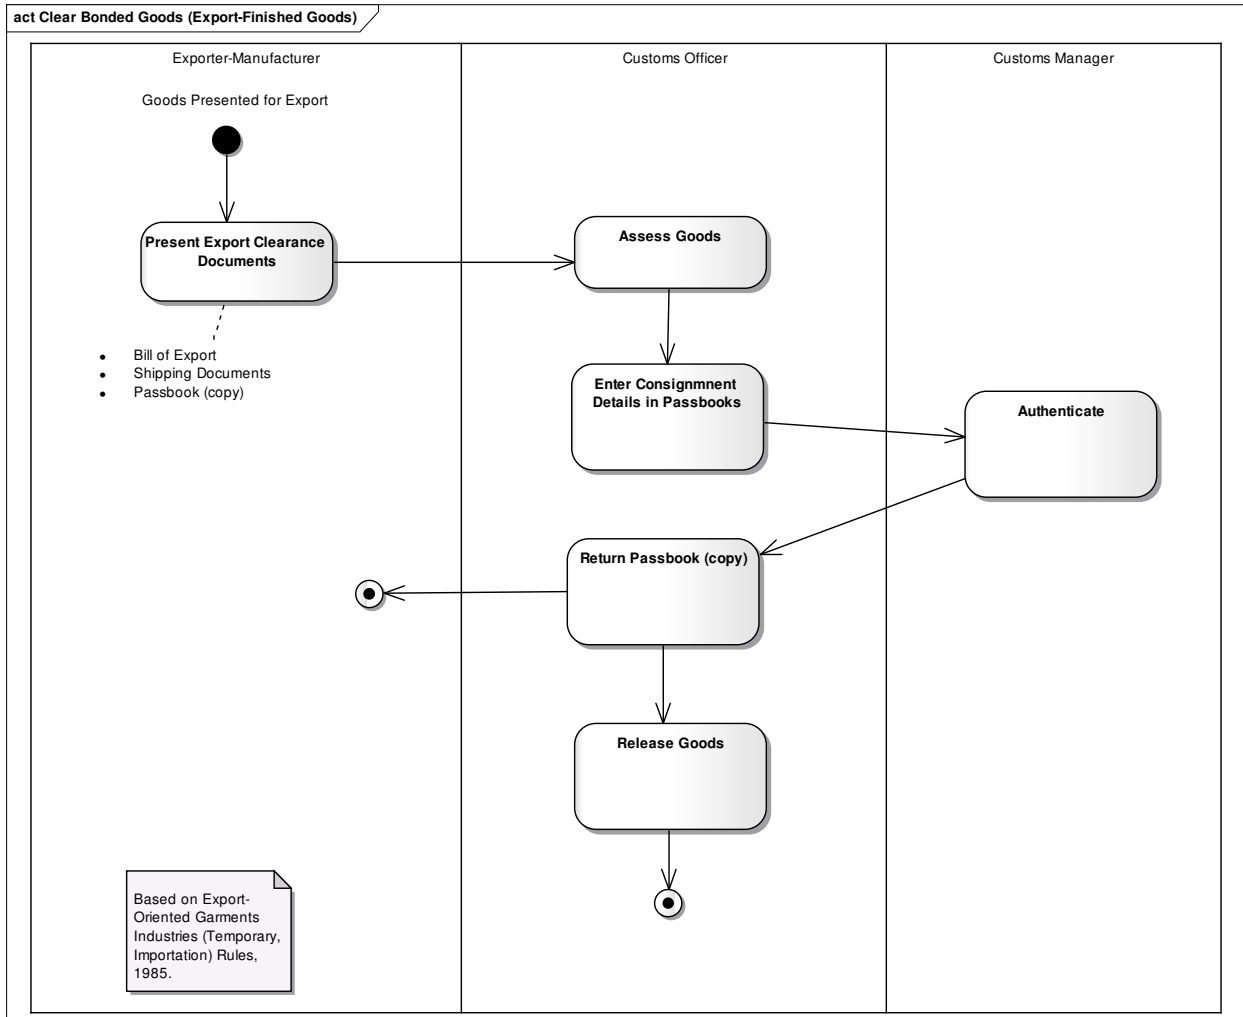 act Clear Bonded Goods (Export-Finished Goods)
Exporter-Manufacturer
Customs Officer
Customs Manager
Goods Presented for Export
Present Export Clearance
Documents
Assess Goods
• Bill of Export
• Shipping Documents
• Passbook (copy)
Enter Consignmnent
Details in Passbooks
Authenticate
Return Passbook (copy)
Release Goods
Based on Export-
Oriented Garments
Industries (Temporary,
Importation) Rules,
1985.